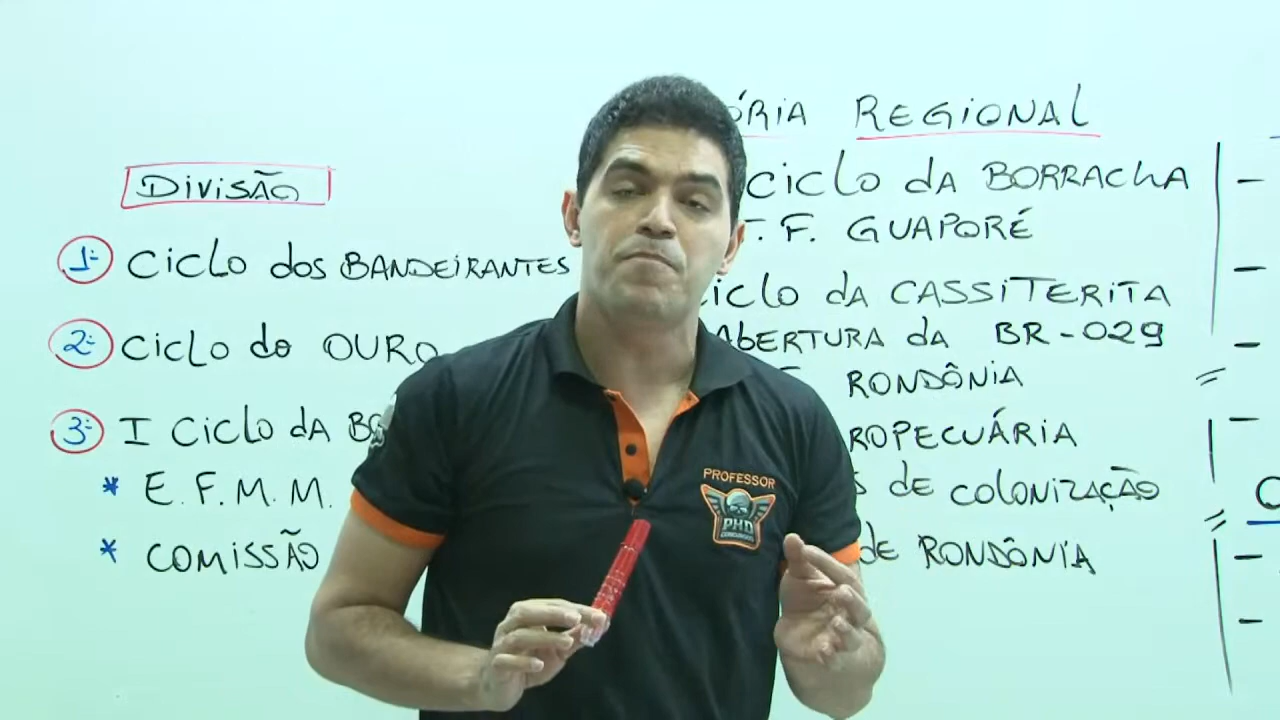 ÓRIA REGIONAL
DIVISÃO
1º CICLO DOS BANDEIRANTES
2º CICLO DO OURO
3º I CICLO DA
* E.F.M.M.
* COMISSÃO
CICLO DA BORRACHA
T.F. GUAPORÉ
CICLO DA CASSITERITA
ABERTURA DA BR-029
RONDÔNIA
ROPECUÁRIA
DE COLONIZAÇÃO
DE RONDÔNIA
PROFESSOR
PHD
CONCURSOS